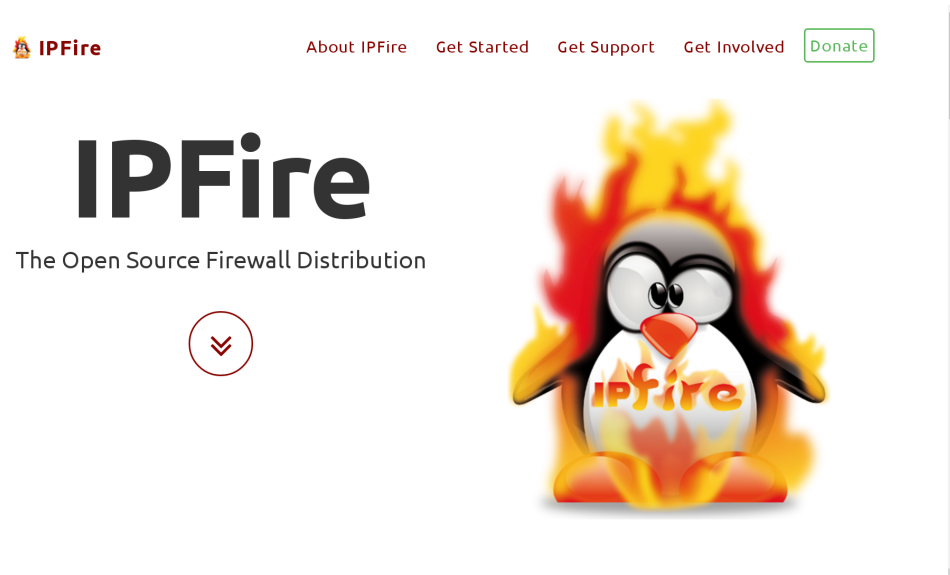 IPFire
About IPFire
Get Started
Get Support
Get Involved
Donate
IPFire
The Open Source Firewall Distribution
IPfire